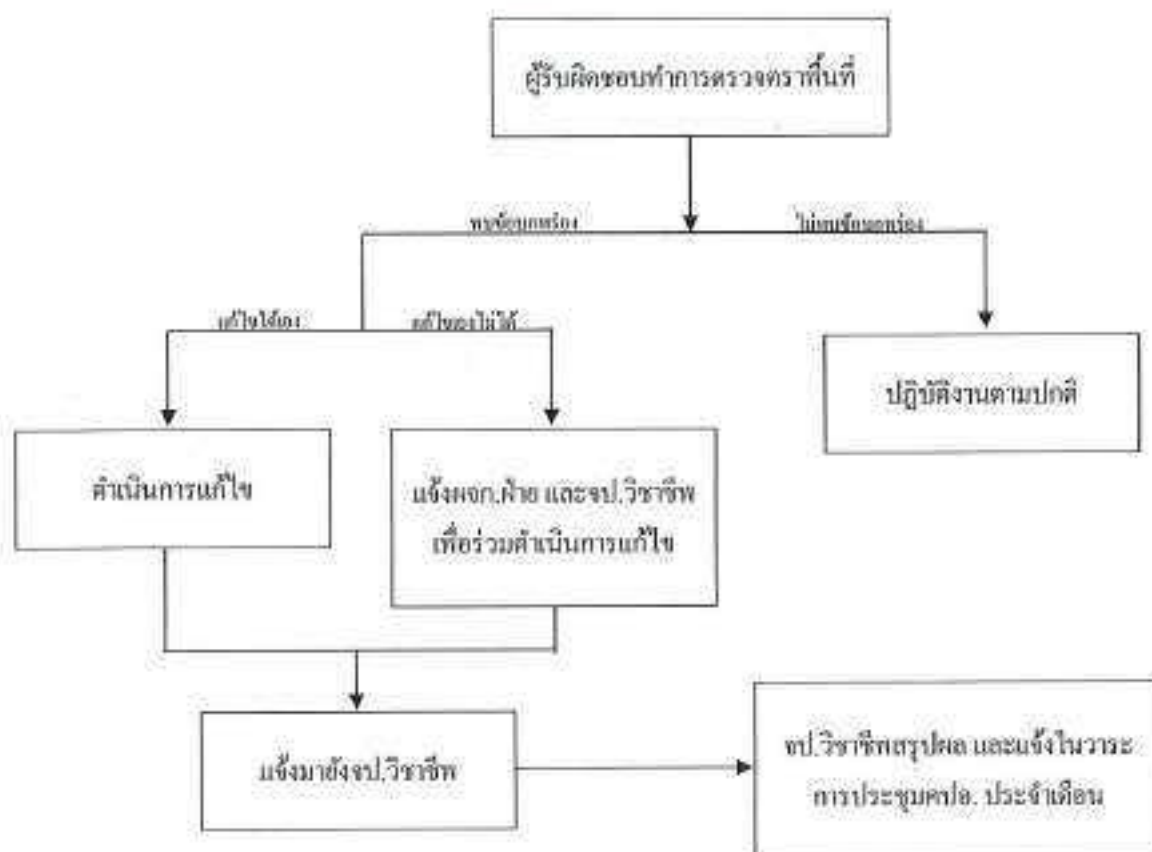 ผู้รับผิดชอบทำการตรวจตราพื้นที่
พบข้อบกพร่อง
ไม่พบข้อบกพร่อง
แก้ไขได้เอง
แก้ไขเองไม่ได้
ปฏิบัติงานตามปกติ
ดำเนินการแก้ไข
แจ้งผจก.ฝ่าย และจป.วิชาชีพ
เพื่อร่วมดำเนินการแก้ไข
แจ้งมายังจป.วิชาชีพ
จป.วิชาชีพสรุปผล และแจ้งในวาระ
การประชุมคปอ. ประจำเดือน